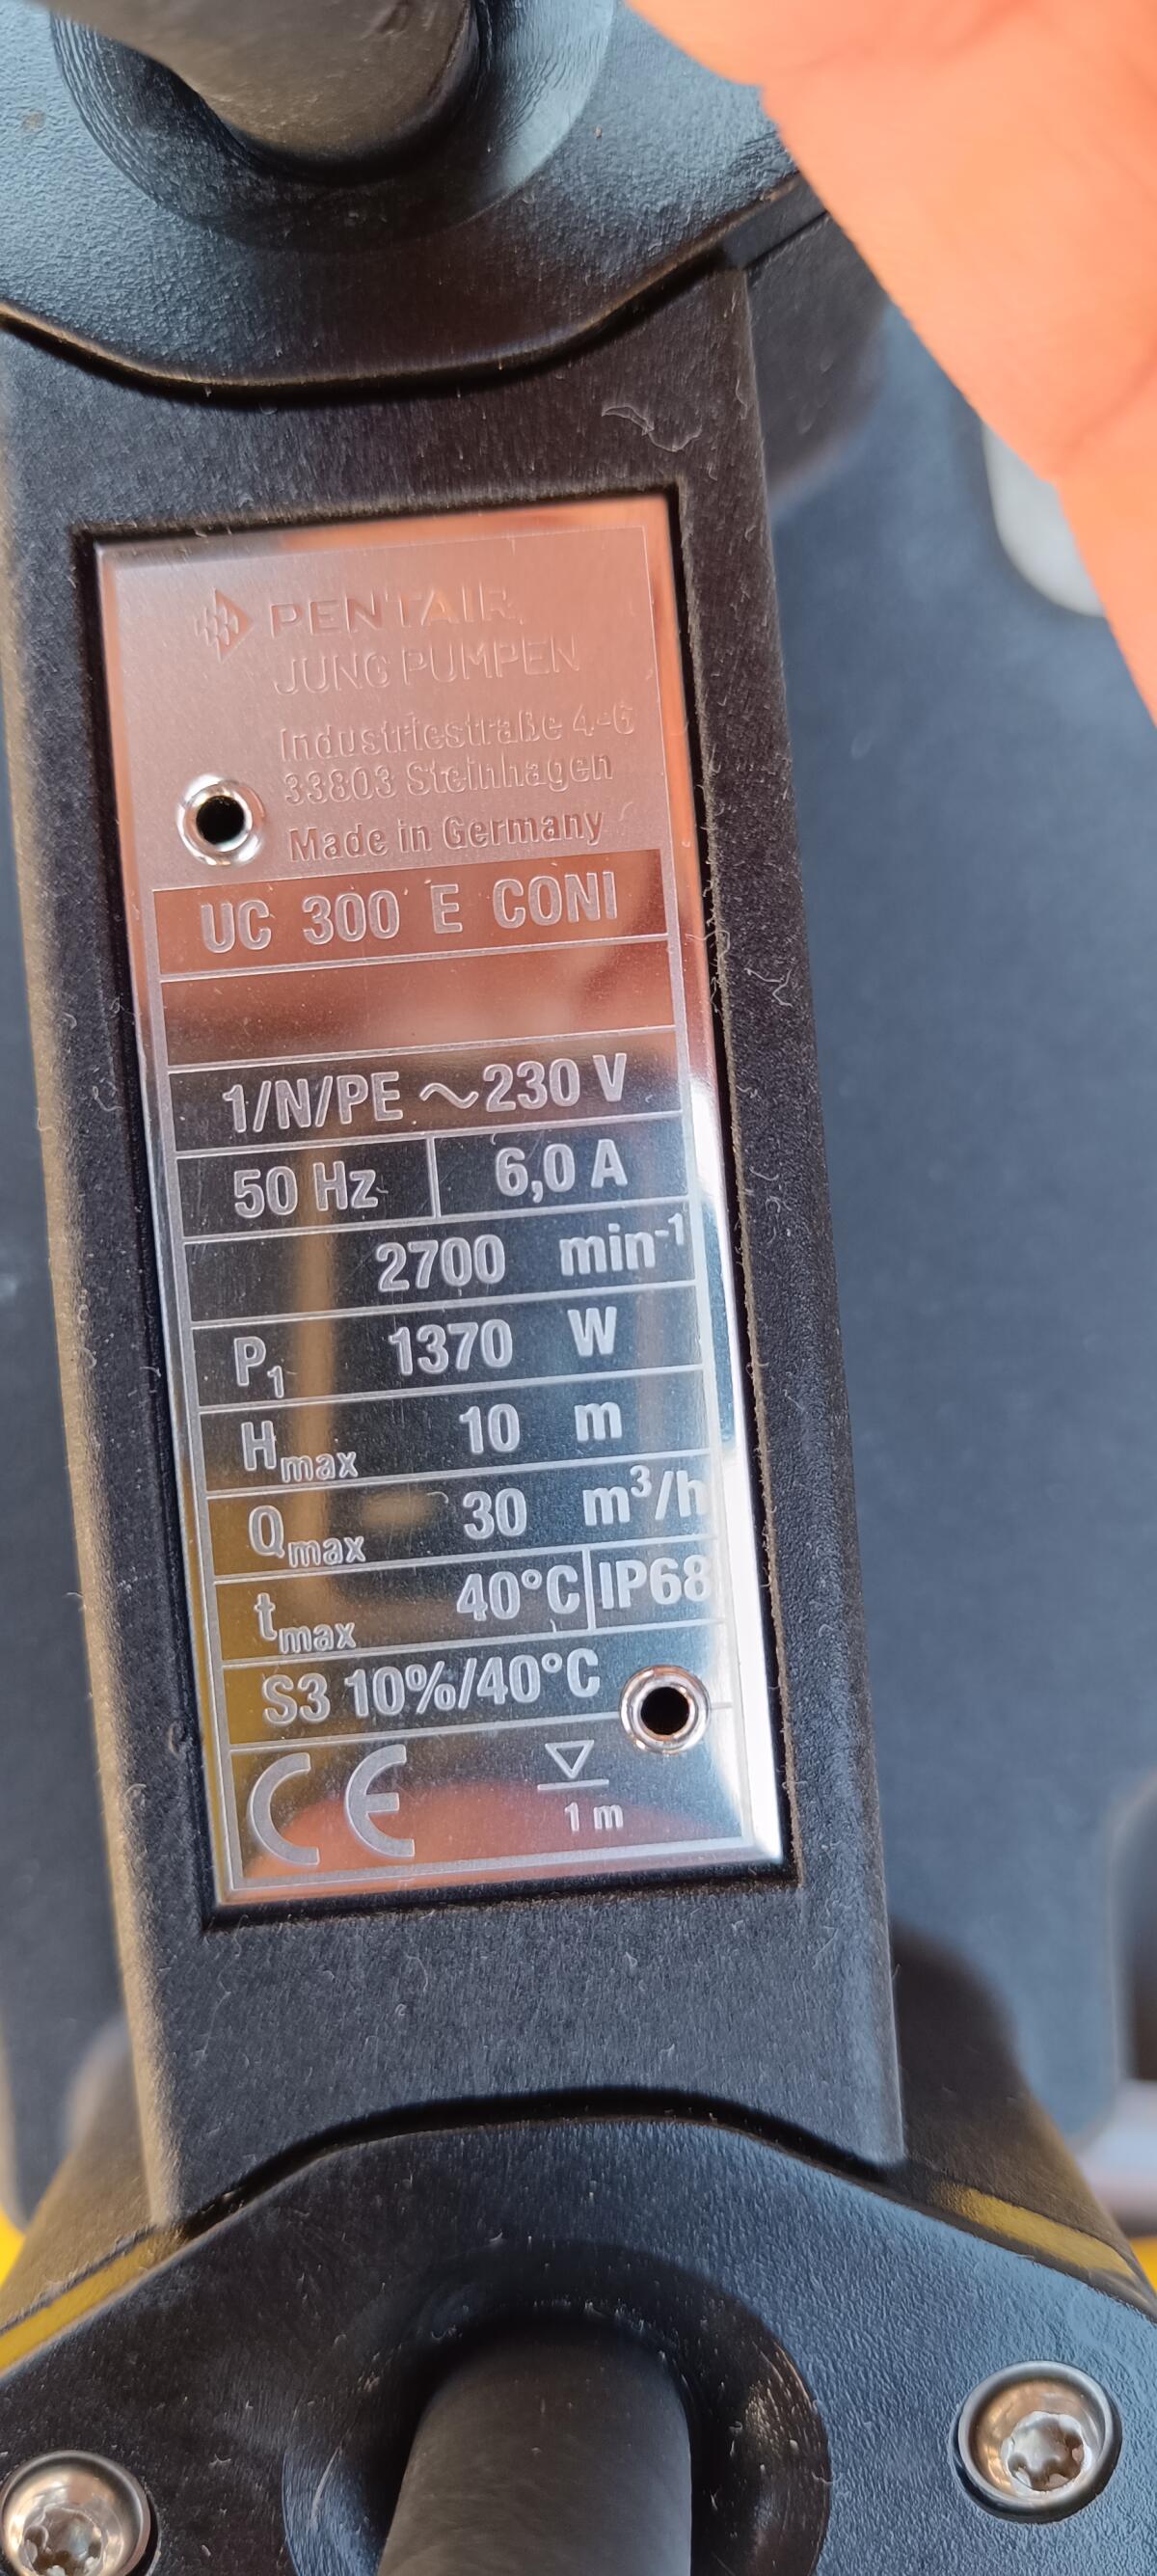 PENTAIR
JUNG PUMPEN
Industriestraße 4-6
33803 Steinhagen
Made in Germany
UC 300 E CONI
1/N/PE ~230 V
50 Hz 6,0 A
2700 min⁻¹
P₁ 1370 W
Hmax 10 m
Qmax 30 m³/h
tmax 40°C IP68
S3 10%/40°C
CE
1 m